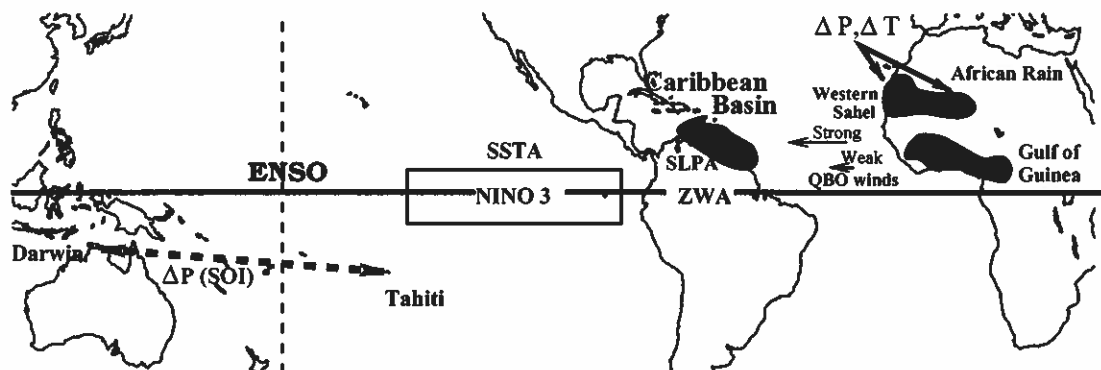 ΔP,ΔT
African Rain
Caribbean
Basin
Western
Sahel
Strong
SSTA
SLPA
Weak
Gulf of
Guinea
ENSO
QBO winds
NINO 3
ZWA
Darwin
ΔP (SOI)
Tahiti